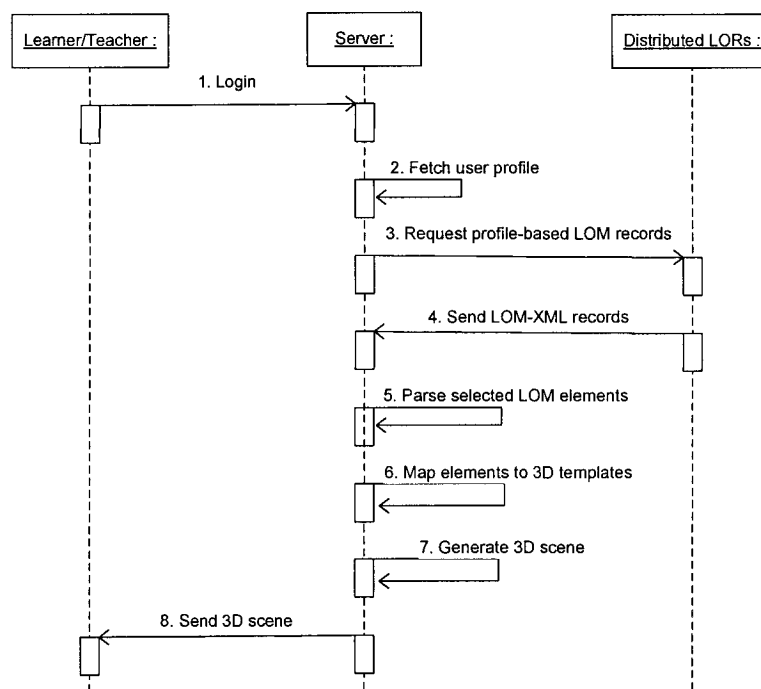 Learner/Teacher :
Server :
Distributed LORs :
1. Login
2. Fetch user profile
3. Request profile-based LOM records
4. Send LOM-XML records
5. Parse selected LOM elements
6. Map elements to 3D templates
7. Generate 3D scene
8. Send 3D scene